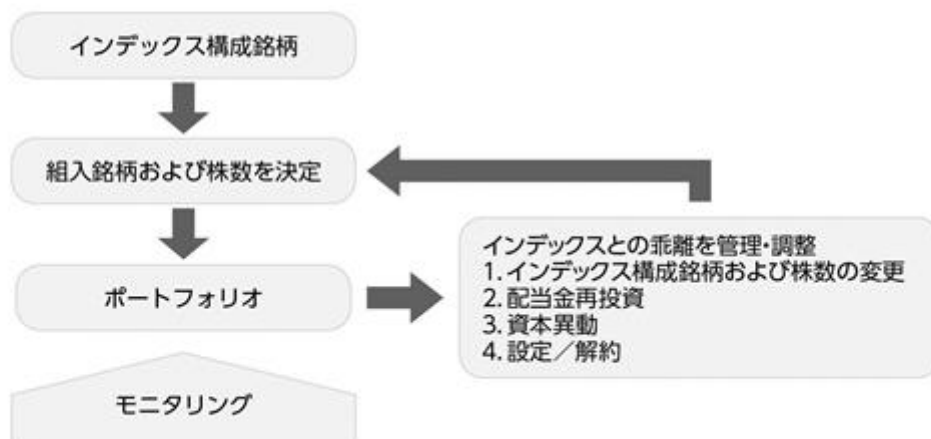 インデックス構成銘柄
組入銘柄および株数を決定
ポートフォリオ
インデックスとの乖離を管理・調整
1. インデックス構成銘柄および株数の変更
2. 配当金再投資
3. 資本異動
4. 設定／解約
モニタリング